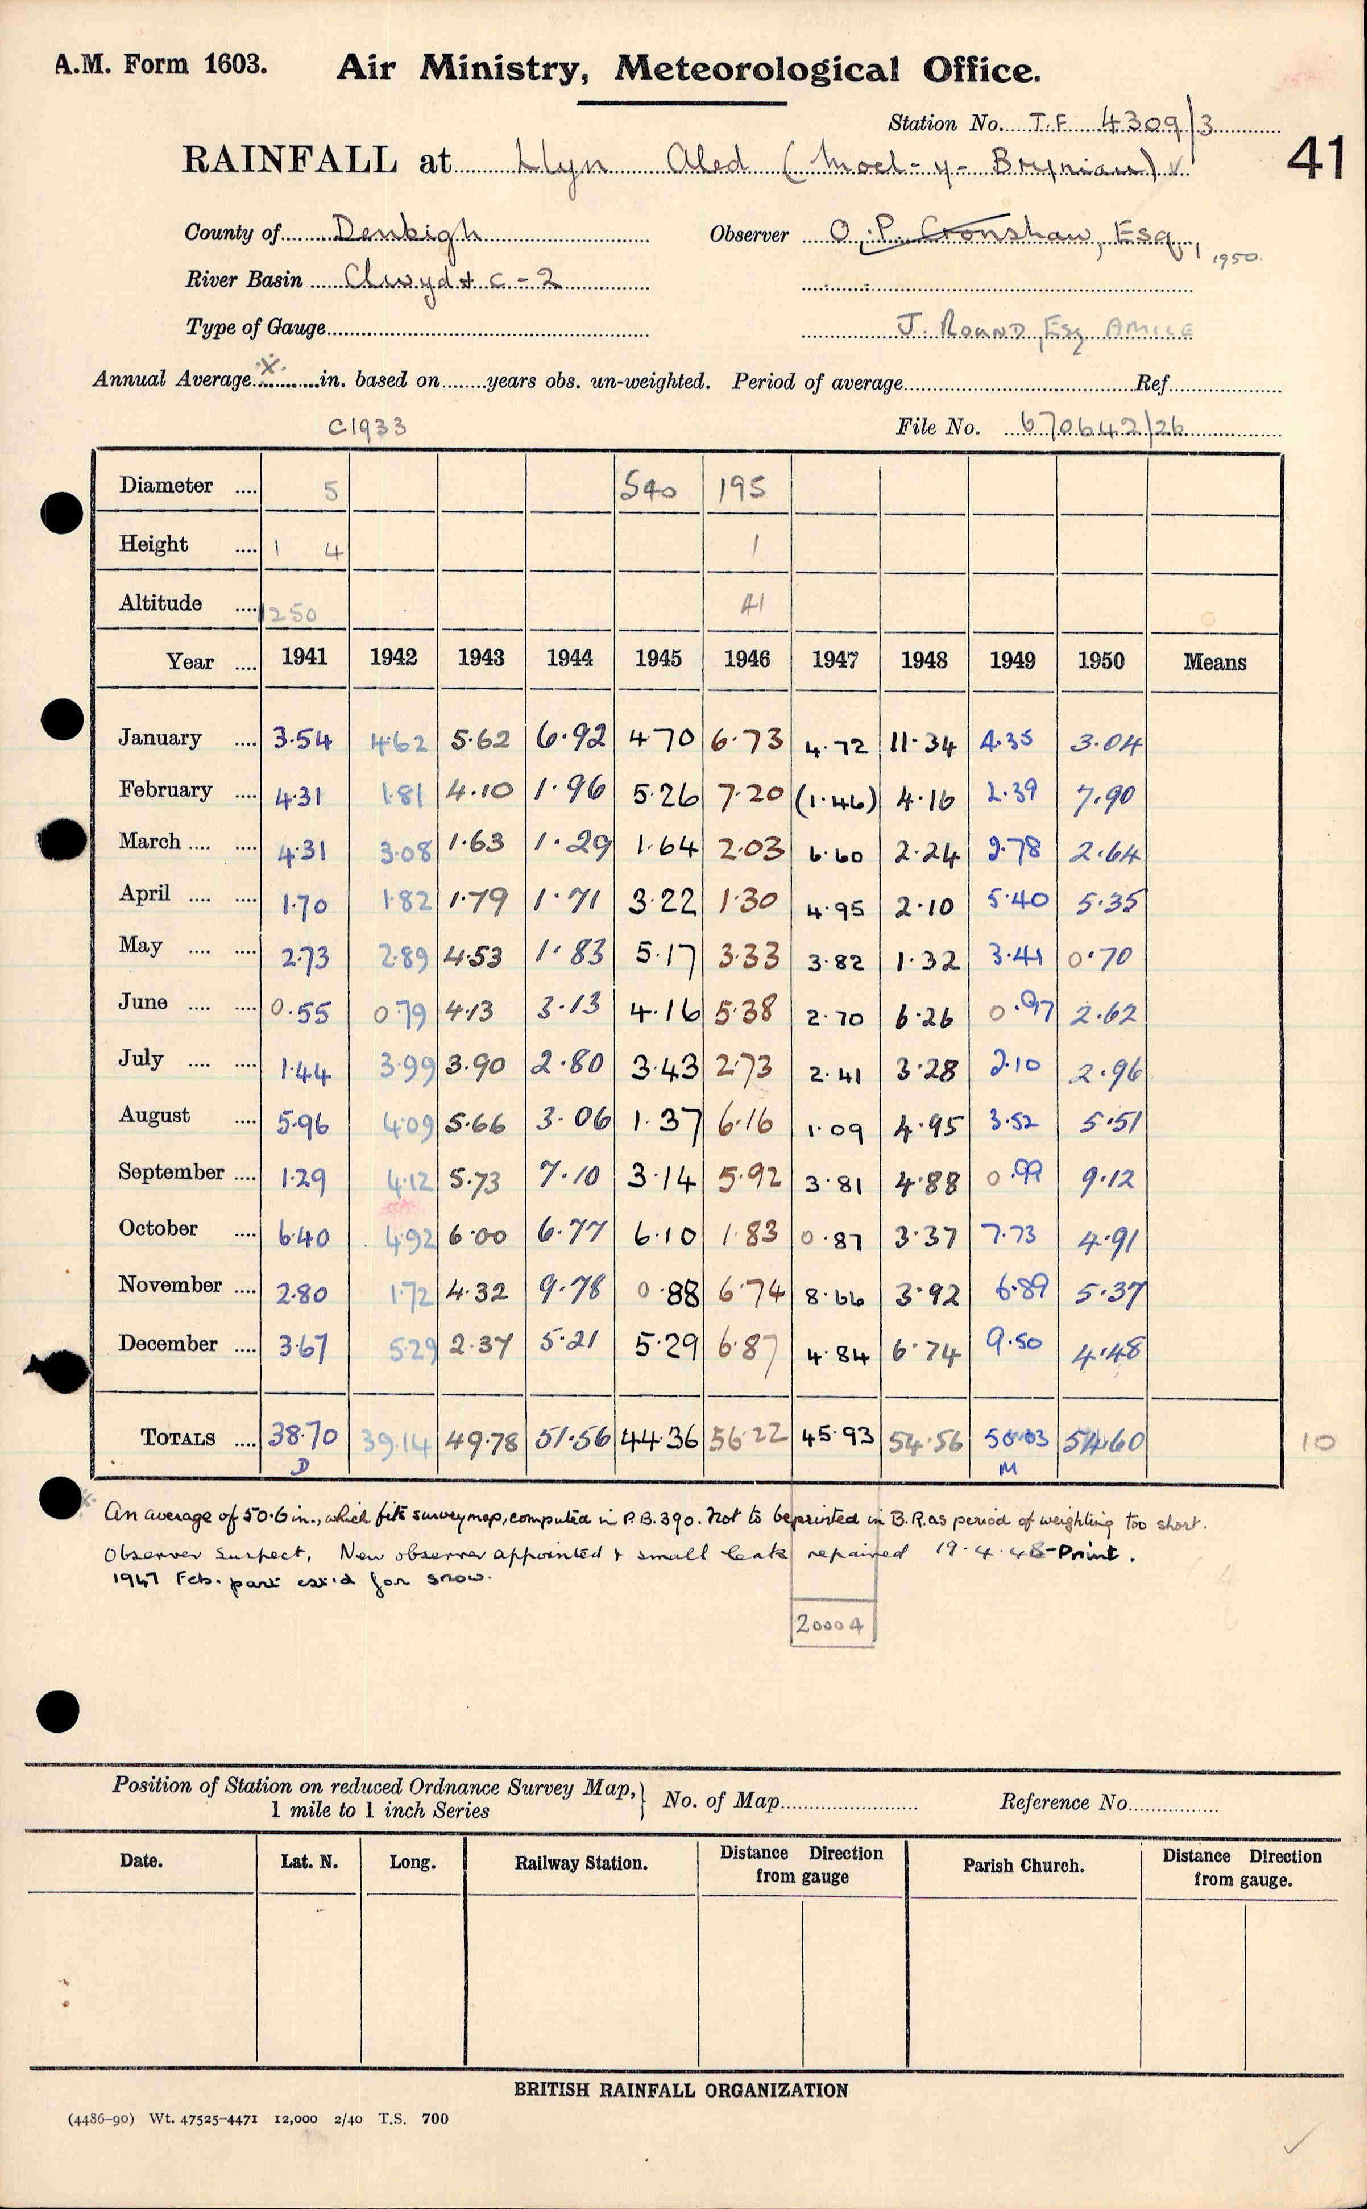 A.M. Form 1603. Air Ministry, Meteorological Office.
Station No. T.F 4309/3
RAINFALL at Llyn Aled (Moel-y-Bryniau) ✓ 41
County of Denbigh Observer O.P. Cronshaw, Esq., 1950.
River Basin Clwyd & c - 2
Type of Gauge J. Round, Esq AMICE
Annual Average x in. based on years obs. un-weighted. Period of average Ref
C1933 File No. 670642/26
Diameter .... 5 540 195
Height .... 1 4 1
Altitude .... 1250 A1
Year .... 1941 1942 1943 1944 1945 1946 1947 1948 1949 1950 Means
January .... 3.54 4.62 5.62 6.92 4.70 6.73 4.72 11.34 4.35 3.04
February .... 4.31 1.81 4.10 1.96 5.26 7.20 (1.46) 4.16 2.39 7.90
March .... .... 4.31 3.08 1.63 1.29 1.64 2.03 6.60 2.24 2.78 2.64
April .... .... 1.70 1.82 1.79 1.71 3.22 1.30 4.95 2.10 5.40 5.35
May .... .... 2.73 2.89 4.53 1.83 5.17 3.33 3.82 1.32 3.41 0.70
June .... .... 0.55 0.79 4.13 3.13 4.16 5.38 2.70 6.26 0.97 2.62
July .... .... 1.44 3.99 3.90 2.80 3.43 2.73 2.41 3.28 2.10 2.96
August .... 5.96 4.09 5.66 3.06 1.37 6.16 1.09 4.95 3.52 5.51
September .... 1.29 4.12 5.73 7.10 3.14 5.92 3.81 4.88 0.99 9.12
October .... 6.40 4.92 6.00 6.77 6.10 1.83 0.87 3.37 7.73 4.91
November .... 2.80 1.72 4.32 9.78 0.88 6.74 8.66 3.92 6.89 5.37
December .... 3.67 5.29 2.37 5.21 5.29 6.87 4.84 6.74 9.50 4.48
TOTALS .... 38.70 39.14 49.78 51.56 44.36 56.22 45.93 54.56 50.03 54.60 10
D M
x. An average of 50.6 in., which fits survey map, computed in P.B.390. Not to be printed in B.R. as period of weighting too short.
Observer suspect. New observer appointed & small leak repaired 19.4.48 - Print.
1947 Feb. part est'd for snow.
2000A
Position of Station on reduced Ordnance Survey Map, } No. of Map Reference No.
1 mile to 1 inch Series
Date. Lat. N. Long. Railway Station. Distance Direction from gauge Parish Church. Distance Direction from gauge.
BRITISH RAINFALL ORGANIZATION
(4486-90) Wt. 47525-4471 12,000 2/40 T.S. 700